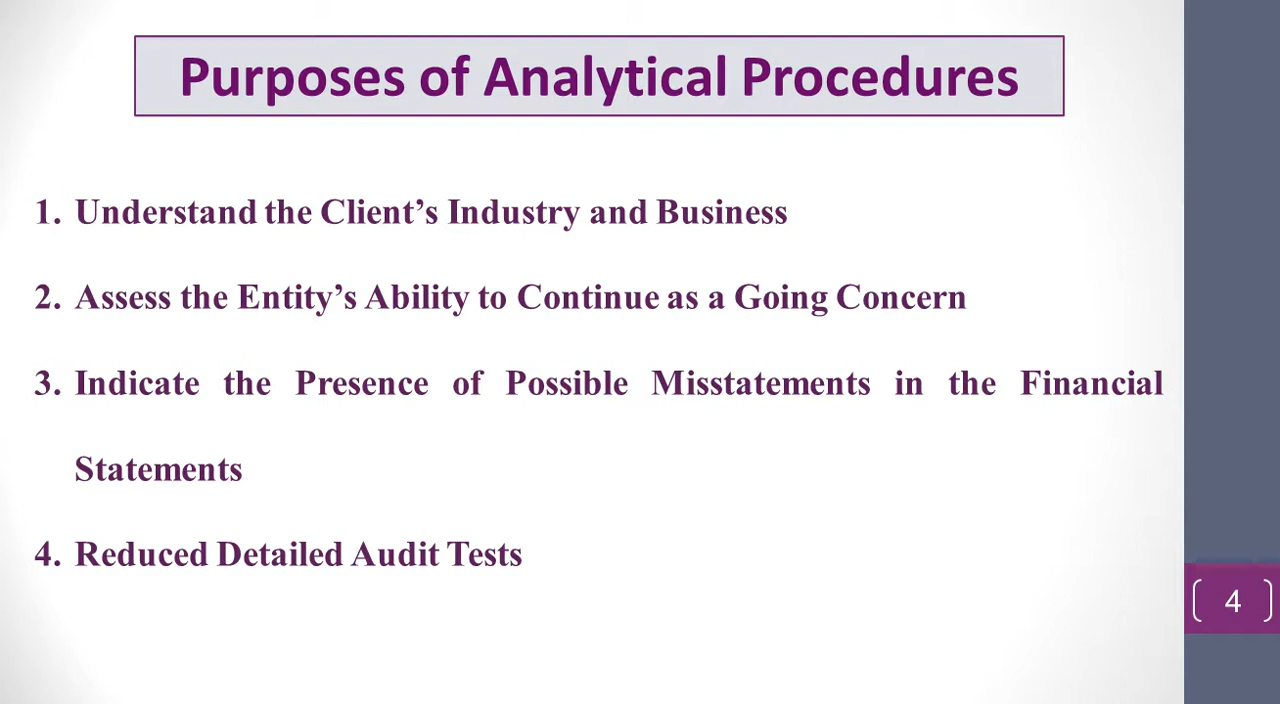 Purposes of Analytical Procedures
1. Understand the Client’s Industry and Business
2. Assess the Entity’s Ability to Continue as a Going Concern
3. Indicate the Presence of Possible Misstatements in the Financial
Statements
4. Reduced Detailed Audit Tests
4